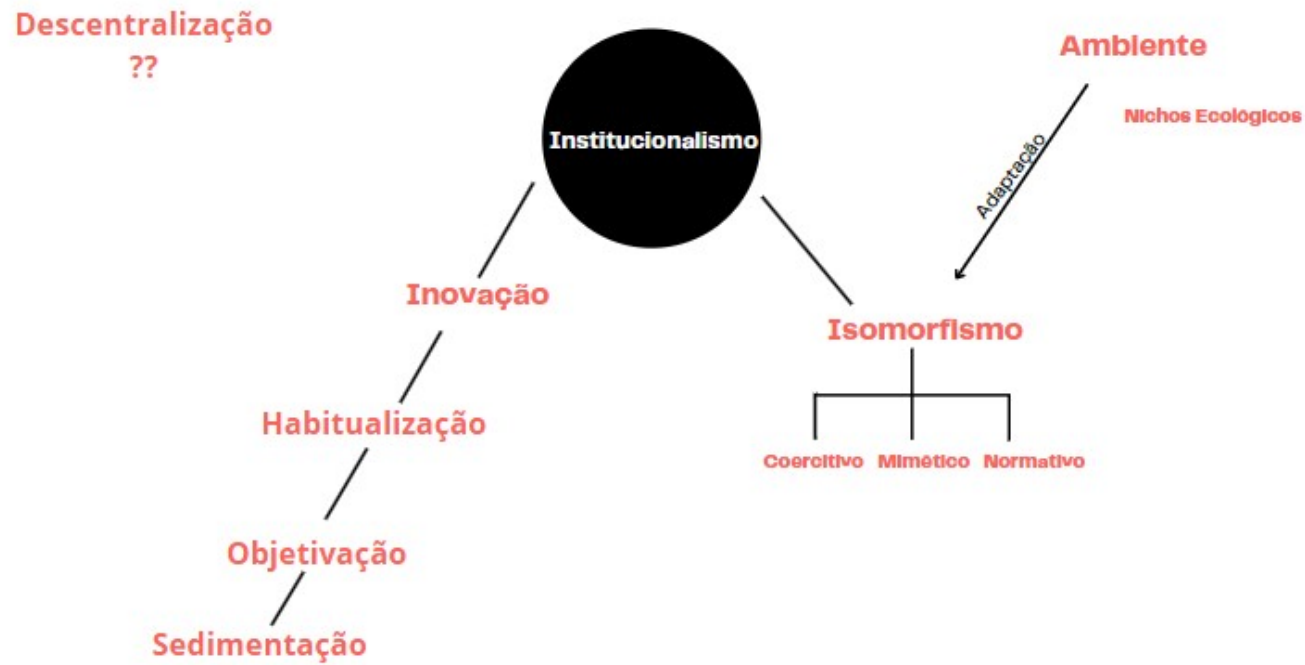 Descentralização
??
Institucionalismo
Ambiente
Nichos Ecológicos
Adaptação
Inovação
Habitualização
Objetivação
Sedimentação
Isomorfismo
Coercitivo Mimético Normativo